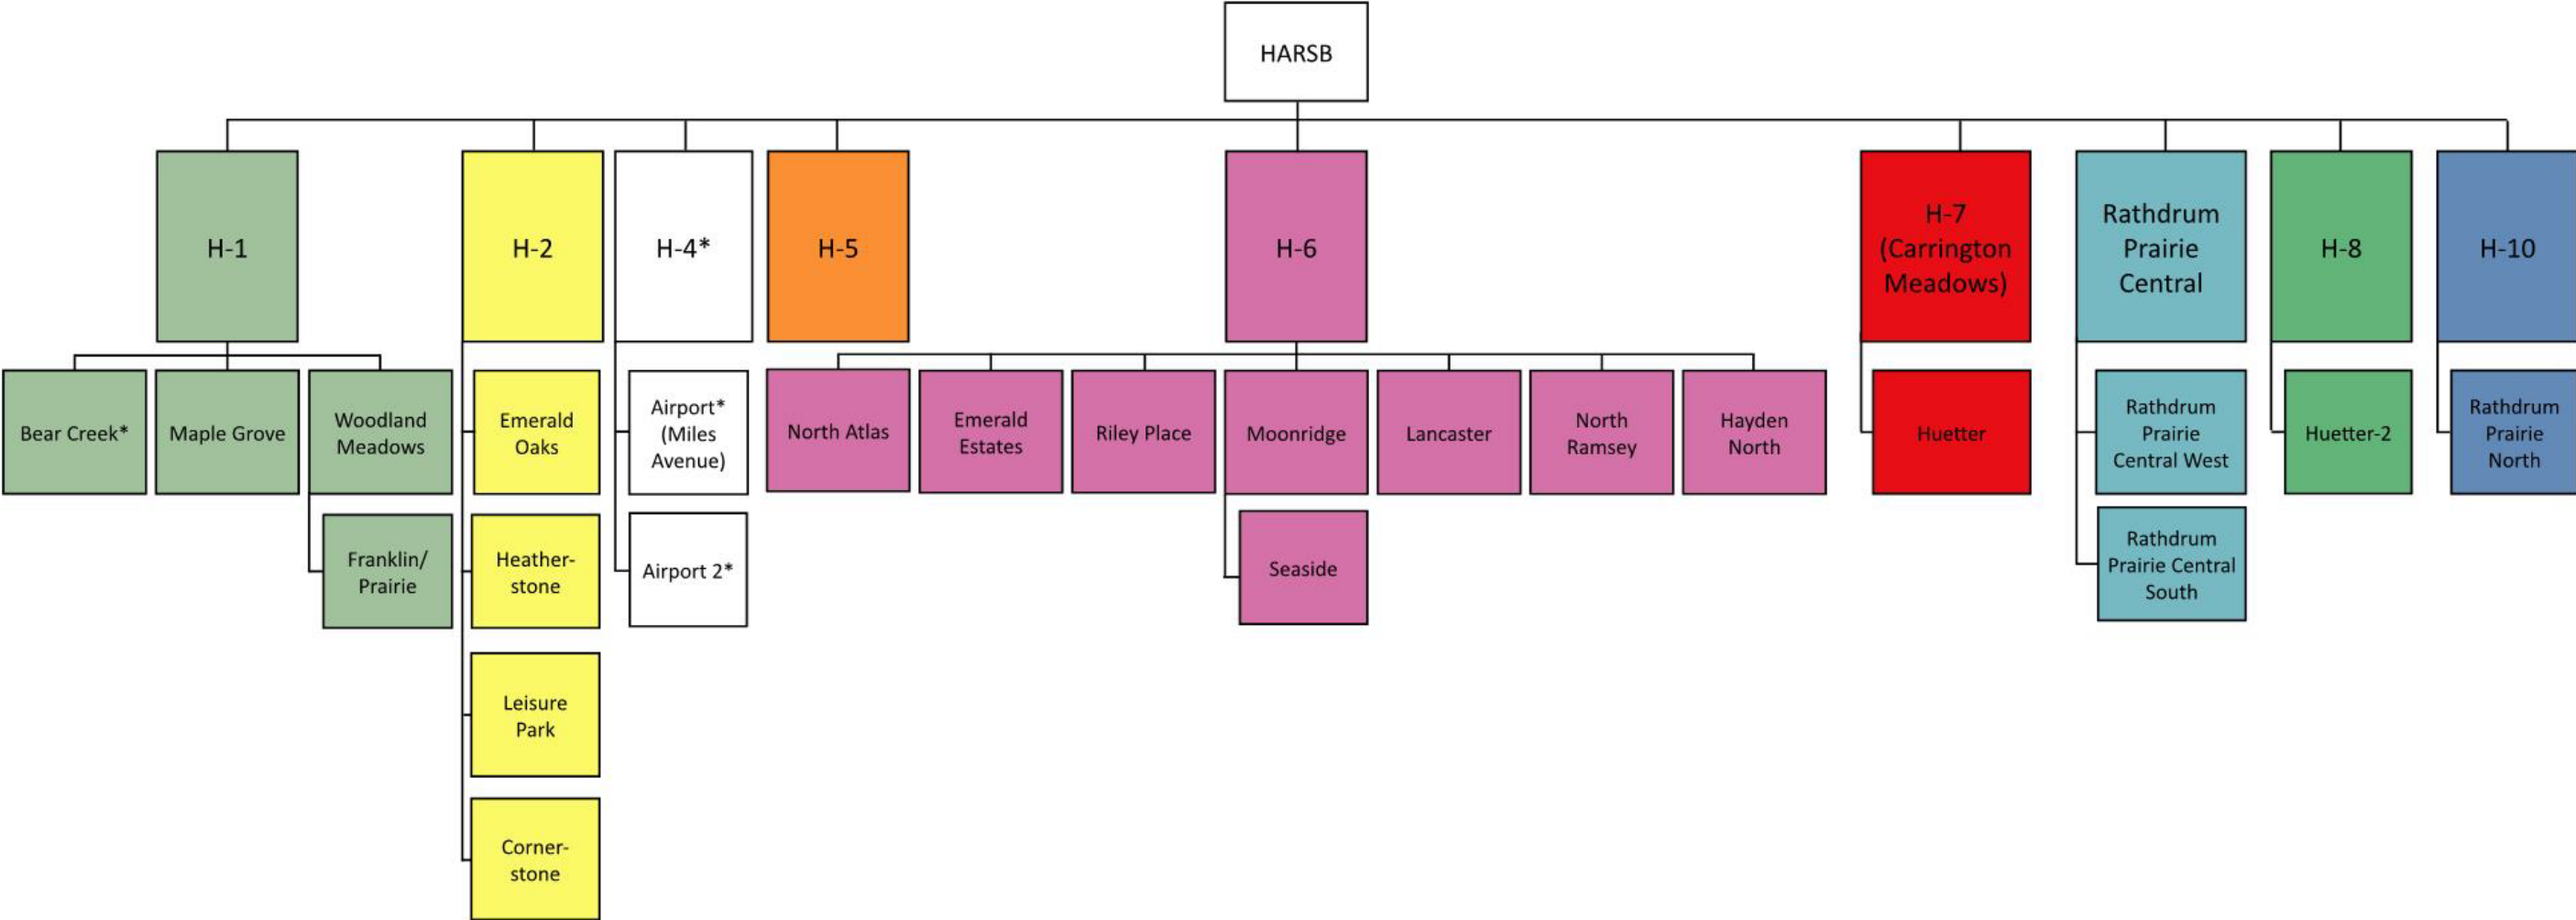 HARSB
H-1
H-2
H-4*
H-5
H-6
H-7
(Carrington
Meadows)
Rathdrum
Prairie
Central
H-8
H-10
Bear Creek*
Maple Grove
Woodland
Meadows
Emerald
Oaks
Airport*
(Miles
Avenue)
North Atlas
Emerald
Estates
Riley Place
Moonridge
Lancaster
North
Ramsey
Hayden
North
Huetter
Rathdrum
Prairie
Central West
Huetter-2
Rathdrum
Prairie
North
Franklin/
Prairie
Heather-
stone
Airport 2*
Seaside
Rathdrum
Prairie Central
South
Leisure
Park
Corner-
stone